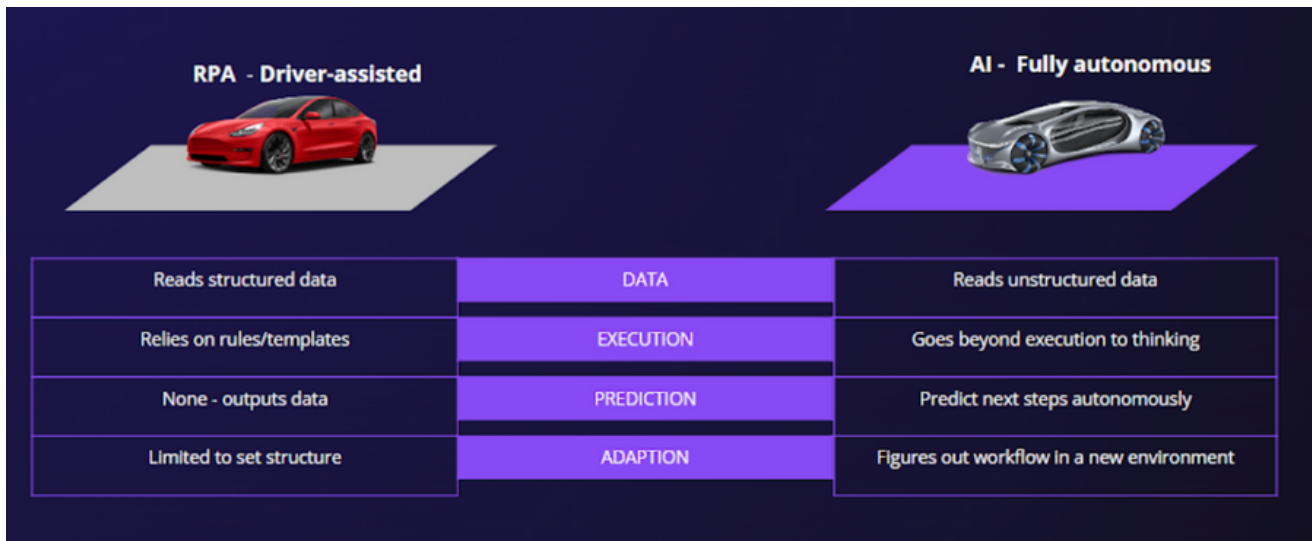 RPA - Driver-assisted
AI - Fully autonomous
Reads structured data
DATA
Reads unstructured data
Relies on rules/templates
EXECUTION
Goes beyond execution to thinking
None - outputs data
PREDICTION
Predict next steps autonomously
Limited to set structure
ADAPTION
Figures out workflow in a new environment